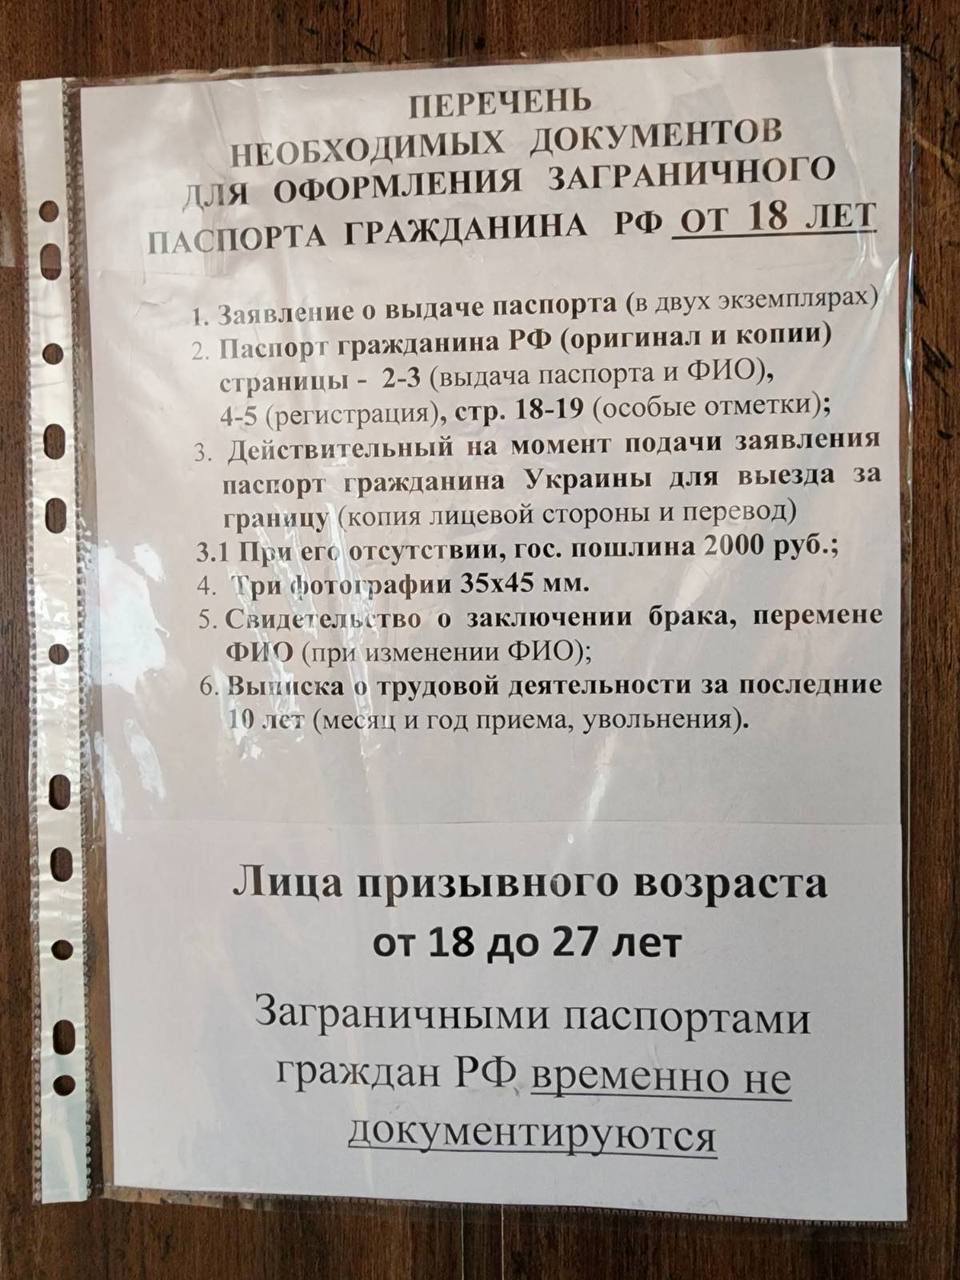 ПЕРЕЧЕНЬ
НЕОБХОДИМЫХ ДОКУМЕНТОВ
ДЛЯ ОФОРМЛЕНИЯ ЗАГРАНИЧНОГО
ПАСПОРТА ГРАЖДАНИНА РФ ОТ 18 ЛЕТ
1. Заявление о выдаче паспорта (в двух экземплярах)
2. Паспорт гражданина РФ (оригинал и копии)
страницы - 2-3 (выдача паспорта и ФИО),
4-5 (регистрация), стр. 18-19 (особые отметки);
3. Действительный на момент подачи заявления
паспорт гражданина Украины для выезда за
границу (копия лицевой стороны и перевод)
3.1 При его отсутствии, гос. пошлина 2000 руб.;
4. Три фотографии 35х45 мм.
5. Свидетельство о заключении брака, перемене
ФИО (при изменении ФИО);
6. Выписка о трудовой деятельности за последние
10 лет (месяц и год приема, увольнения).
Лица призывного возраста
от 18 до 27 лет
Заграничными паспортами
граждан РФ временно не
документируются